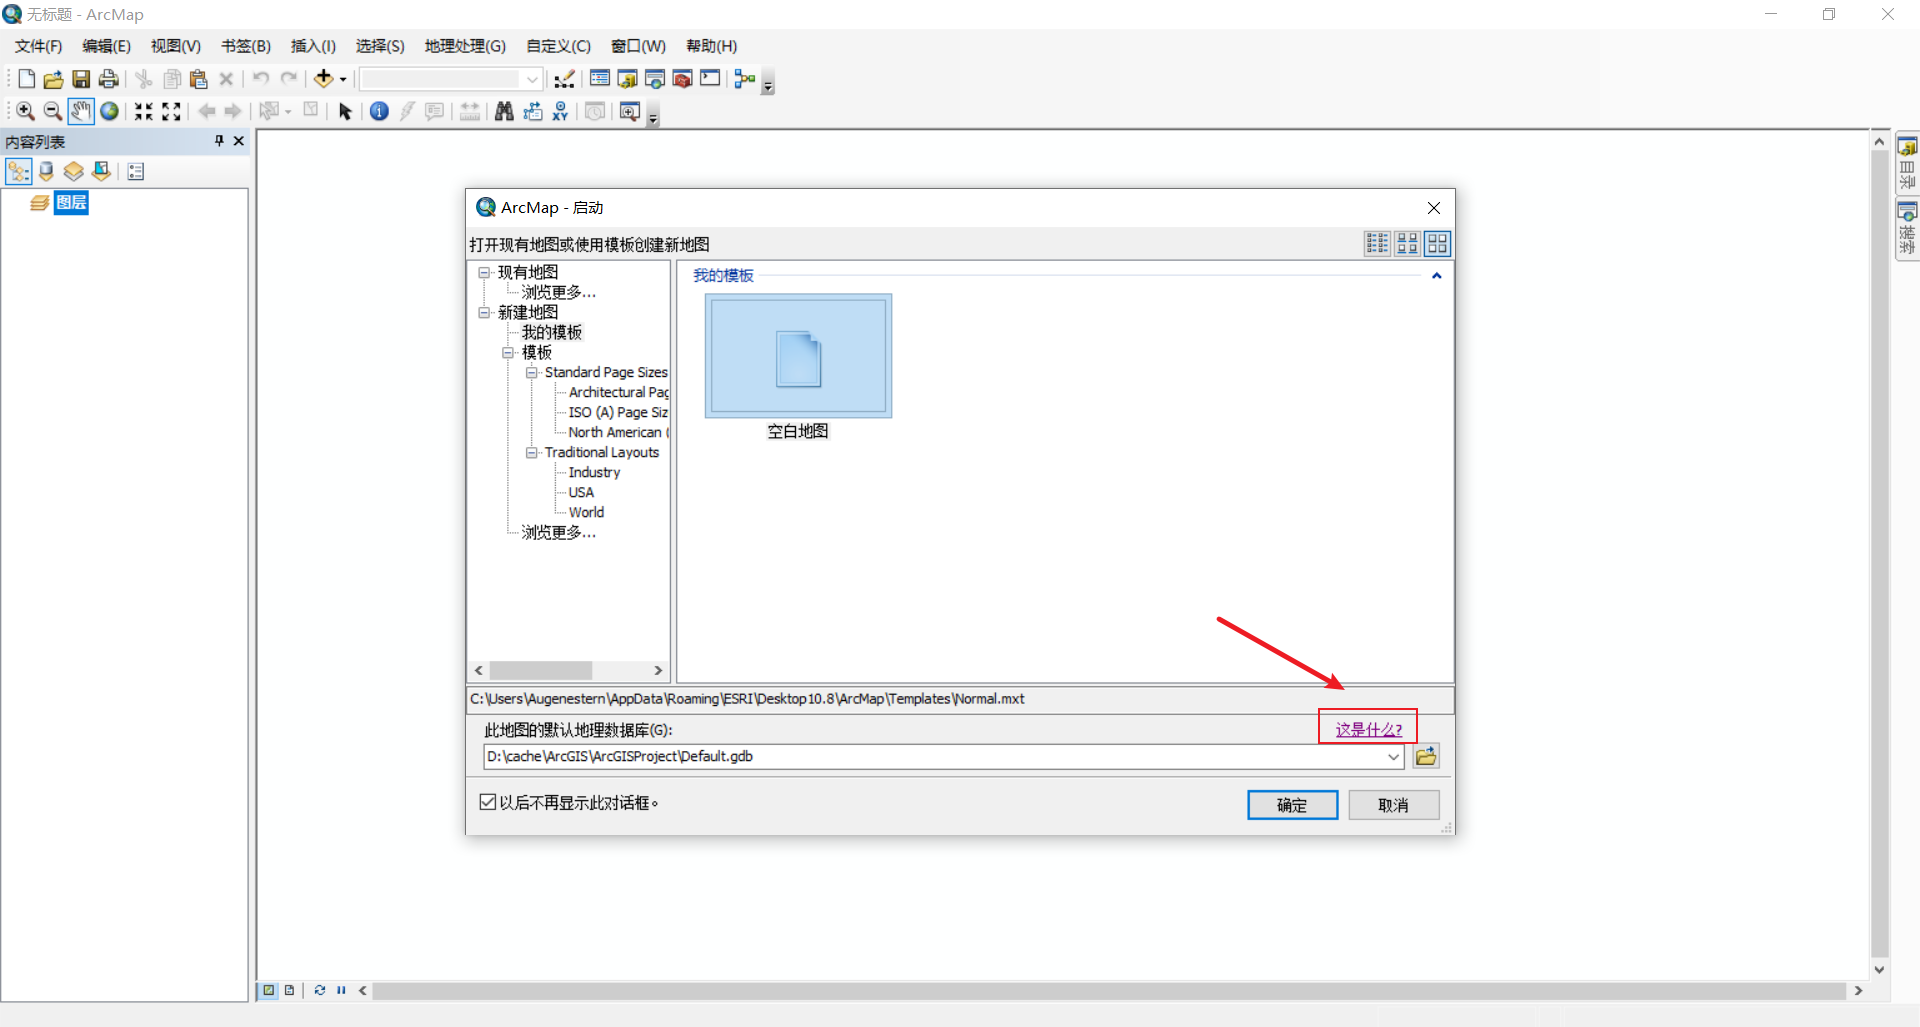 无标题 - ArcMap
文件(F) 编辑(E) 视图(V) 书签(B) 插入(I) 选择(S) 地理处理(G) 自定义(C) 窗口(W) 帮助(H)
内容列表
图层
目录
搜索
ArcMap - 启动
打开现有地图或使用模板创建新地图
现有地图
浏览更多...
新建地图
我的模板
模板
Standard Page Sizes
Architectural Pag
ISO (A) Page Siz
North American (
Traditional Layouts
Industry
USA
World
浏览更多...
我的模板
空白地图
C:\Users\Augenestern\AppData\Roaming\ESRI\Desktop10.8\ArcMap\Templates\Normal.mxt
此地图的默认地理数据库(G):
这是什么?
D:\cache\ArcGIS\ArcGISProject\Default.gdb
以后不再显示此对话框。
确定 取消